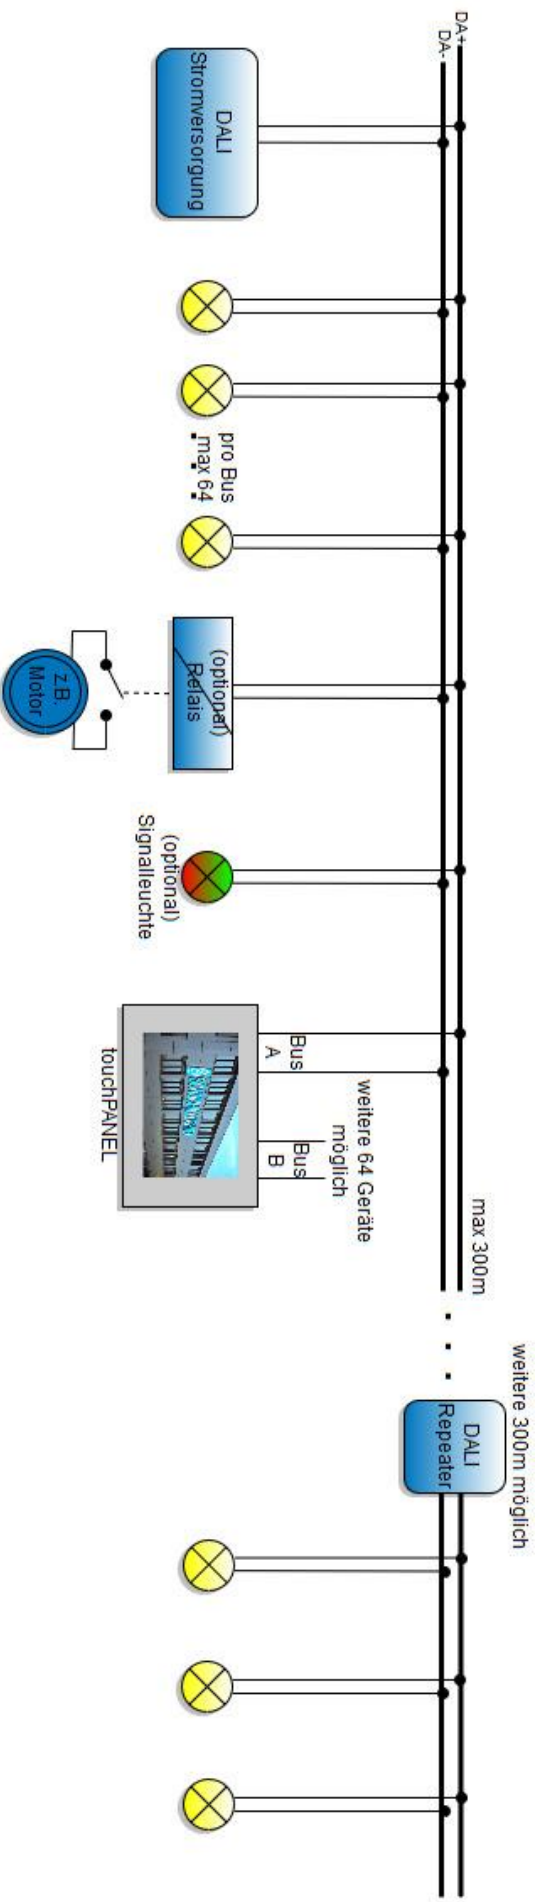 DA+
DA-
DALI
Stromversorgung
pro Bus
max 64
(optional)
Relais
z.B.
Motor
(optional)
Signalleuchte
Bus
A
Bus
B
weitere 64 Geräte
möglich
touchPANEL
max 300m
weitere 300m möglich
DALI
Repeater